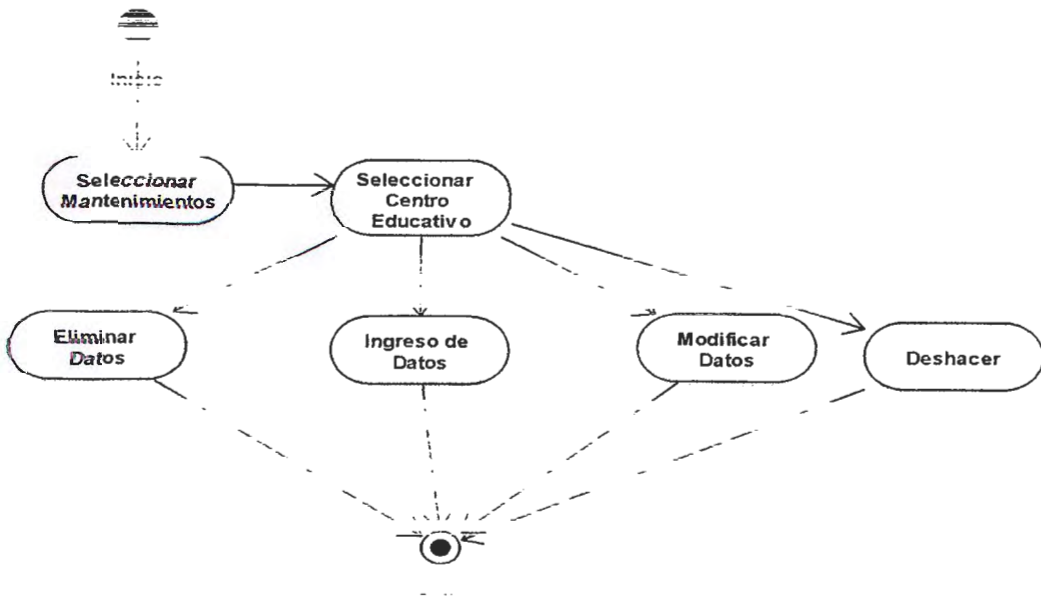 Inicio
Seleccionar
Mantenimientos
Seleccionar
Centro
Educativo
Eliminar
Datos
Ingreso de
Datos
Modificar
Datos
Deshacer